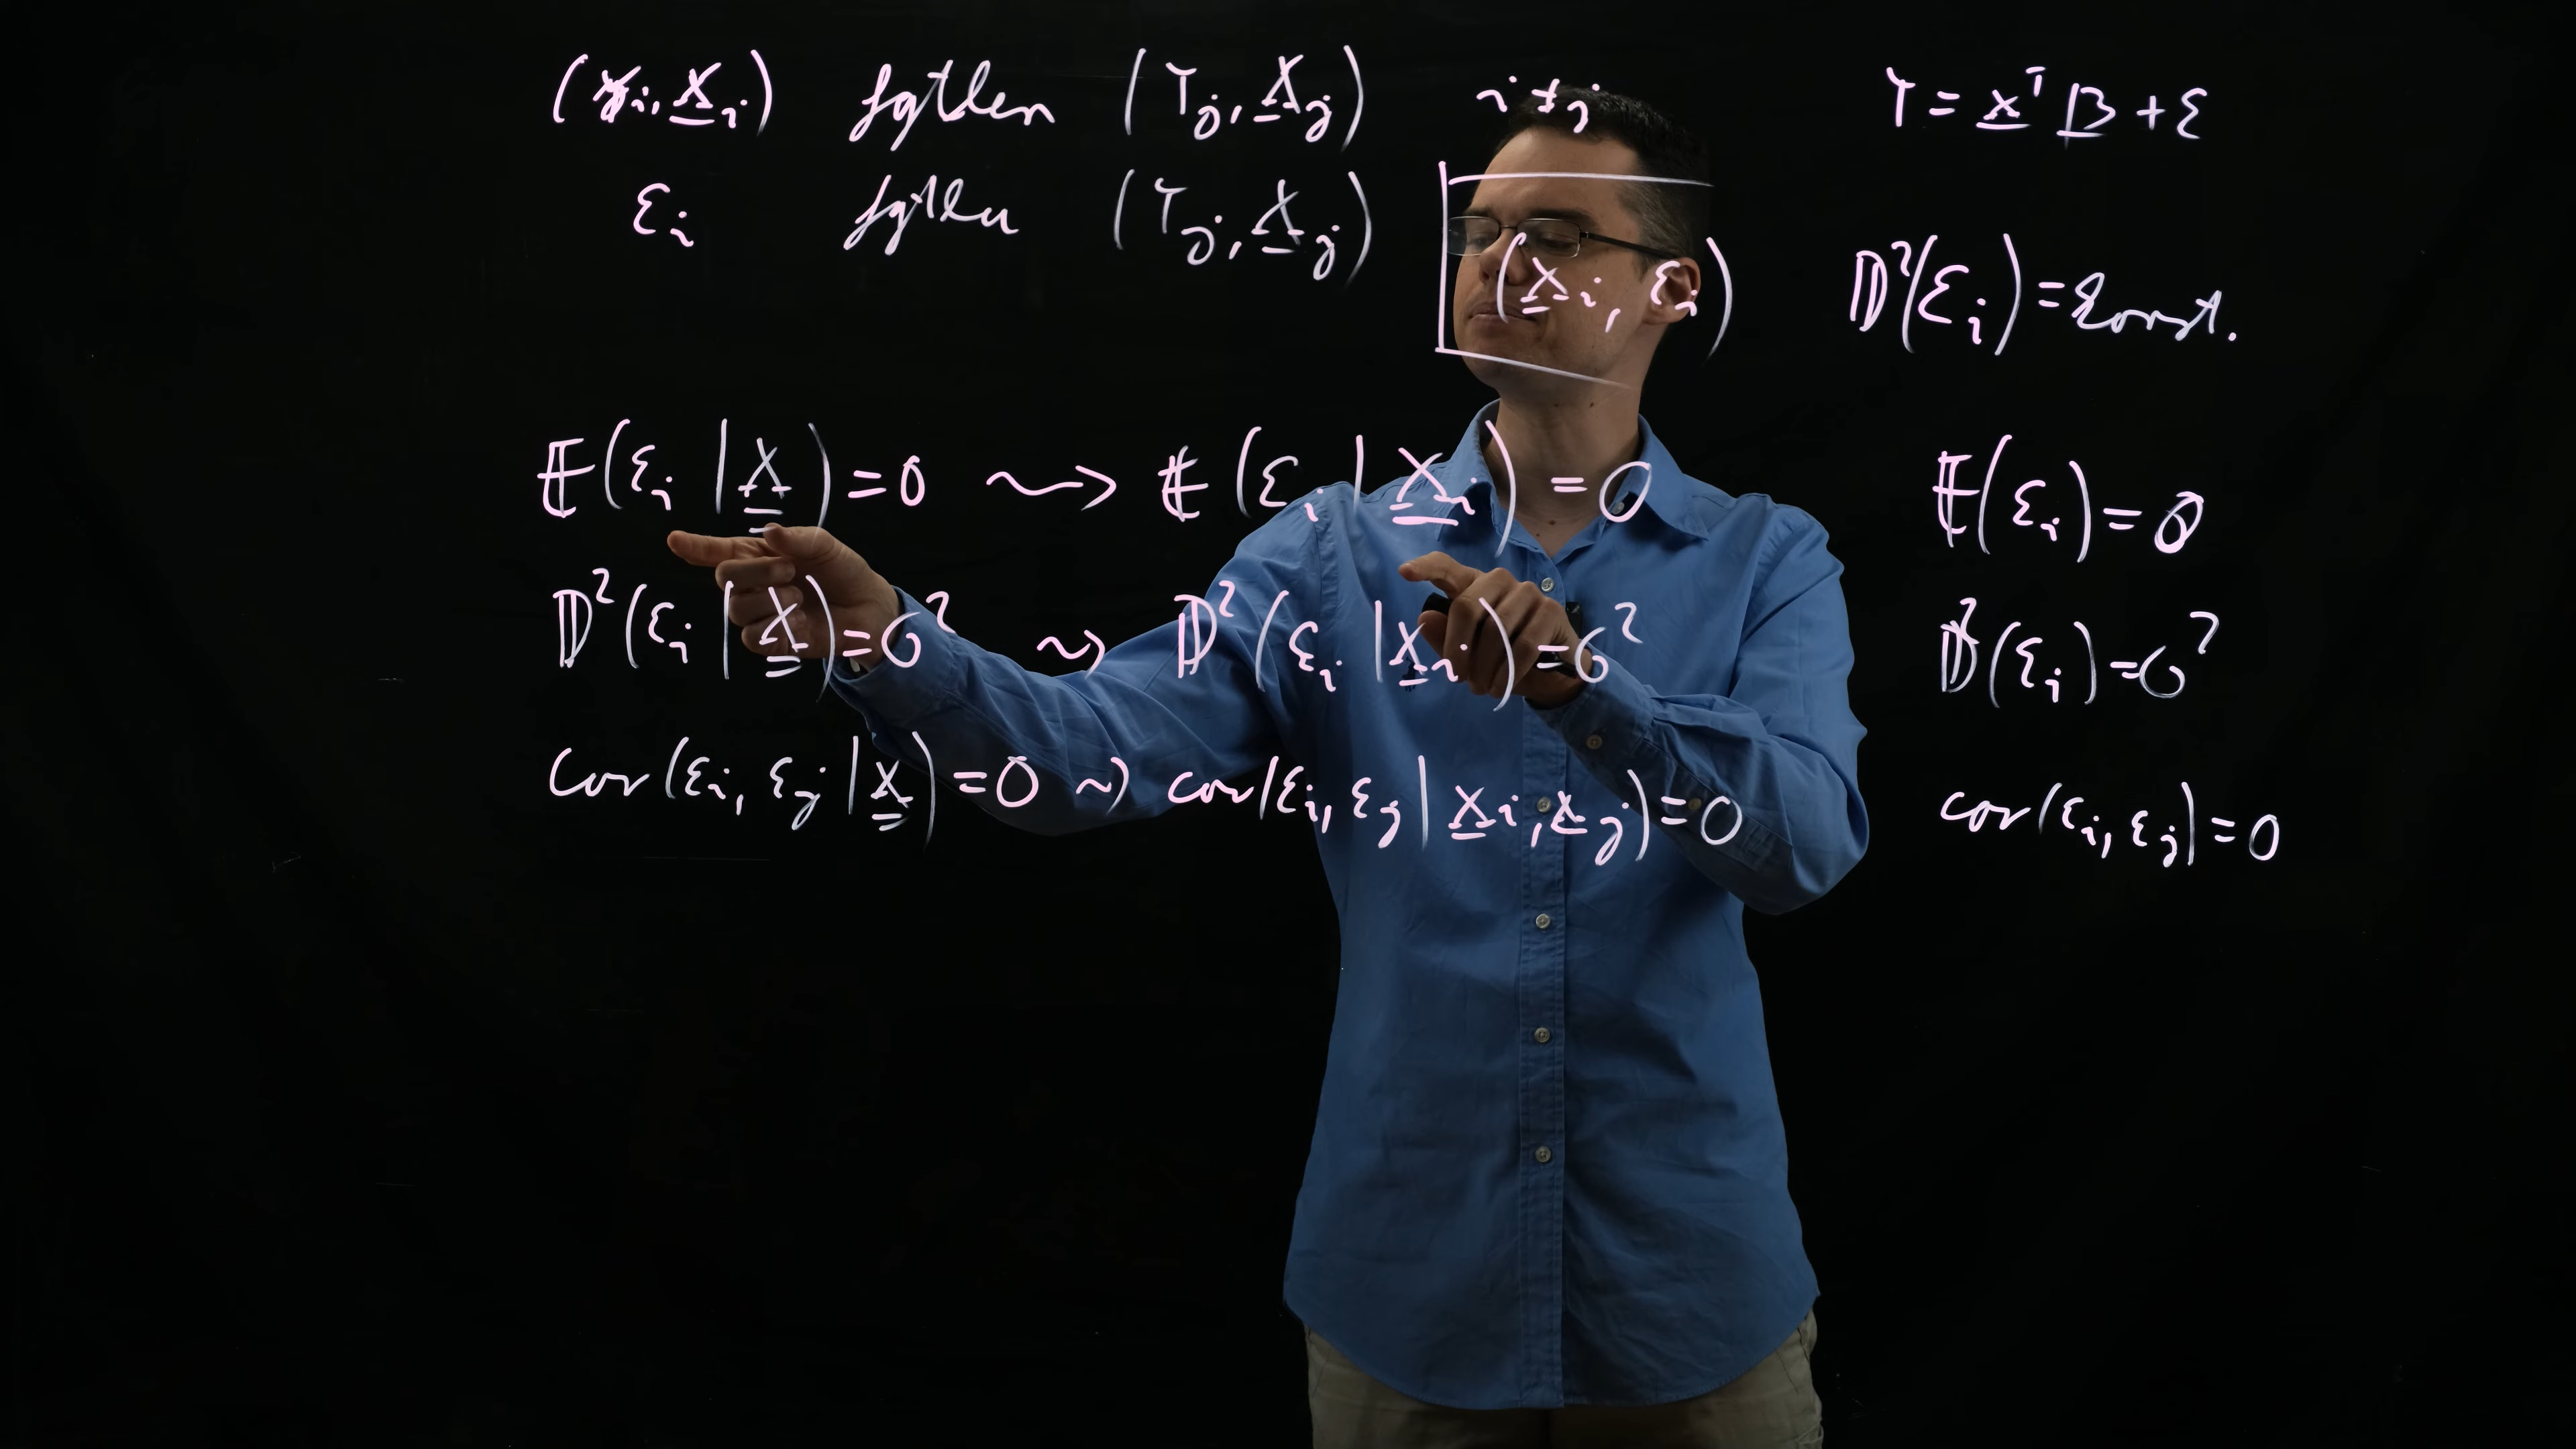 (Y_i, X_i) fgtlen (Y_j, X_j) i ≠ j Y = X^T B + ε
ε_i fgtlen (Y_j, X_j)
(X_i, ε_i) D²(ε_i) = konst.
E(ε_i | X) = 0 ⇝ E(ε_i | X_i) = 0 E(ε_i) = 0
D²(ε_i | X) = σ² ⇝ D²(ε_i | X_i) = σ² D²(ε_i) = σ²
cov(ε_i, ε_j | X) = 0 ⇝ cov(ε_i, ε_j | X_i, X_j) = 0 cov(ε_i, ε_j) = 0